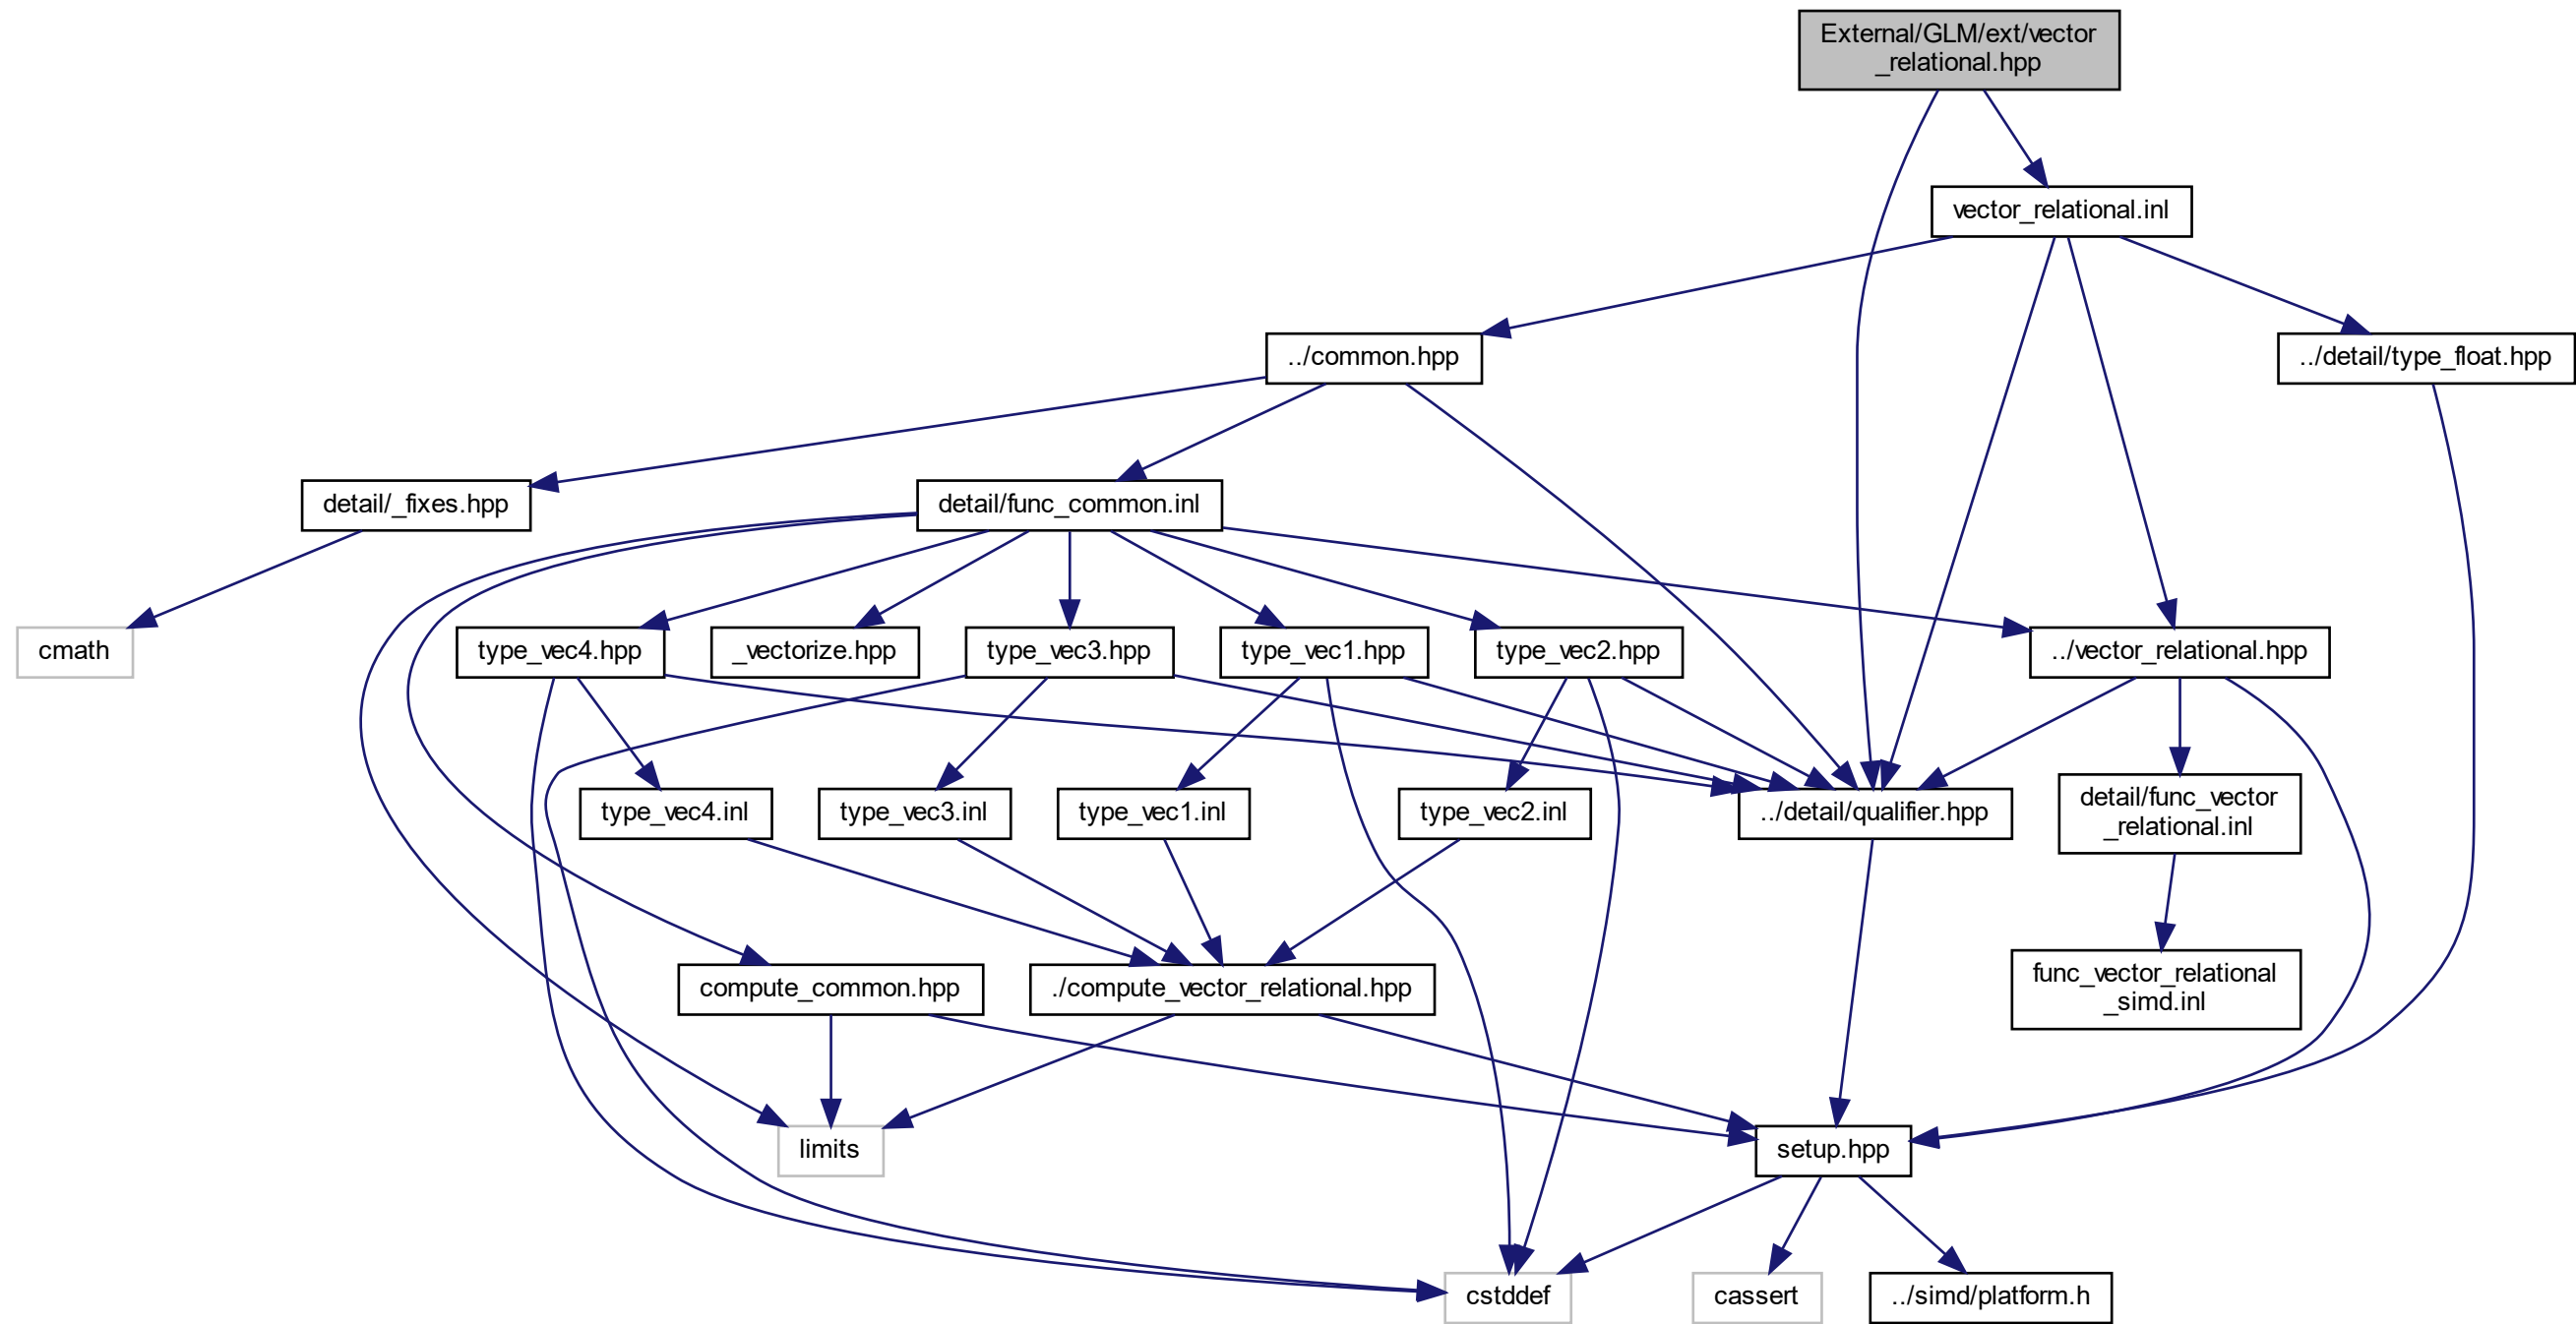 External/GLM/ext/vector
_relational.hpp
vector_relational.inl
../common.hpp
../detail/type_float.hpp
detail/_fixes.hpp
detail/func_common.inl
cmath
type_vec4.hpp
_vectorize.hpp
type_vec3.hpp
type_vec1.hpp
type_vec2.hpp
../vector_relational.hpp
type_vec4.inl
type_vec3.inl
type_vec1.inl
type_vec2.inl
../detail/qualifier.hpp
detail/func_vector
_relational.inl
compute_common.hpp
./compute_vector_relational.hpp
func_vector_relational
_simd.inl
limits
setup.hpp
cstddef
cassert
../simd/platform.h